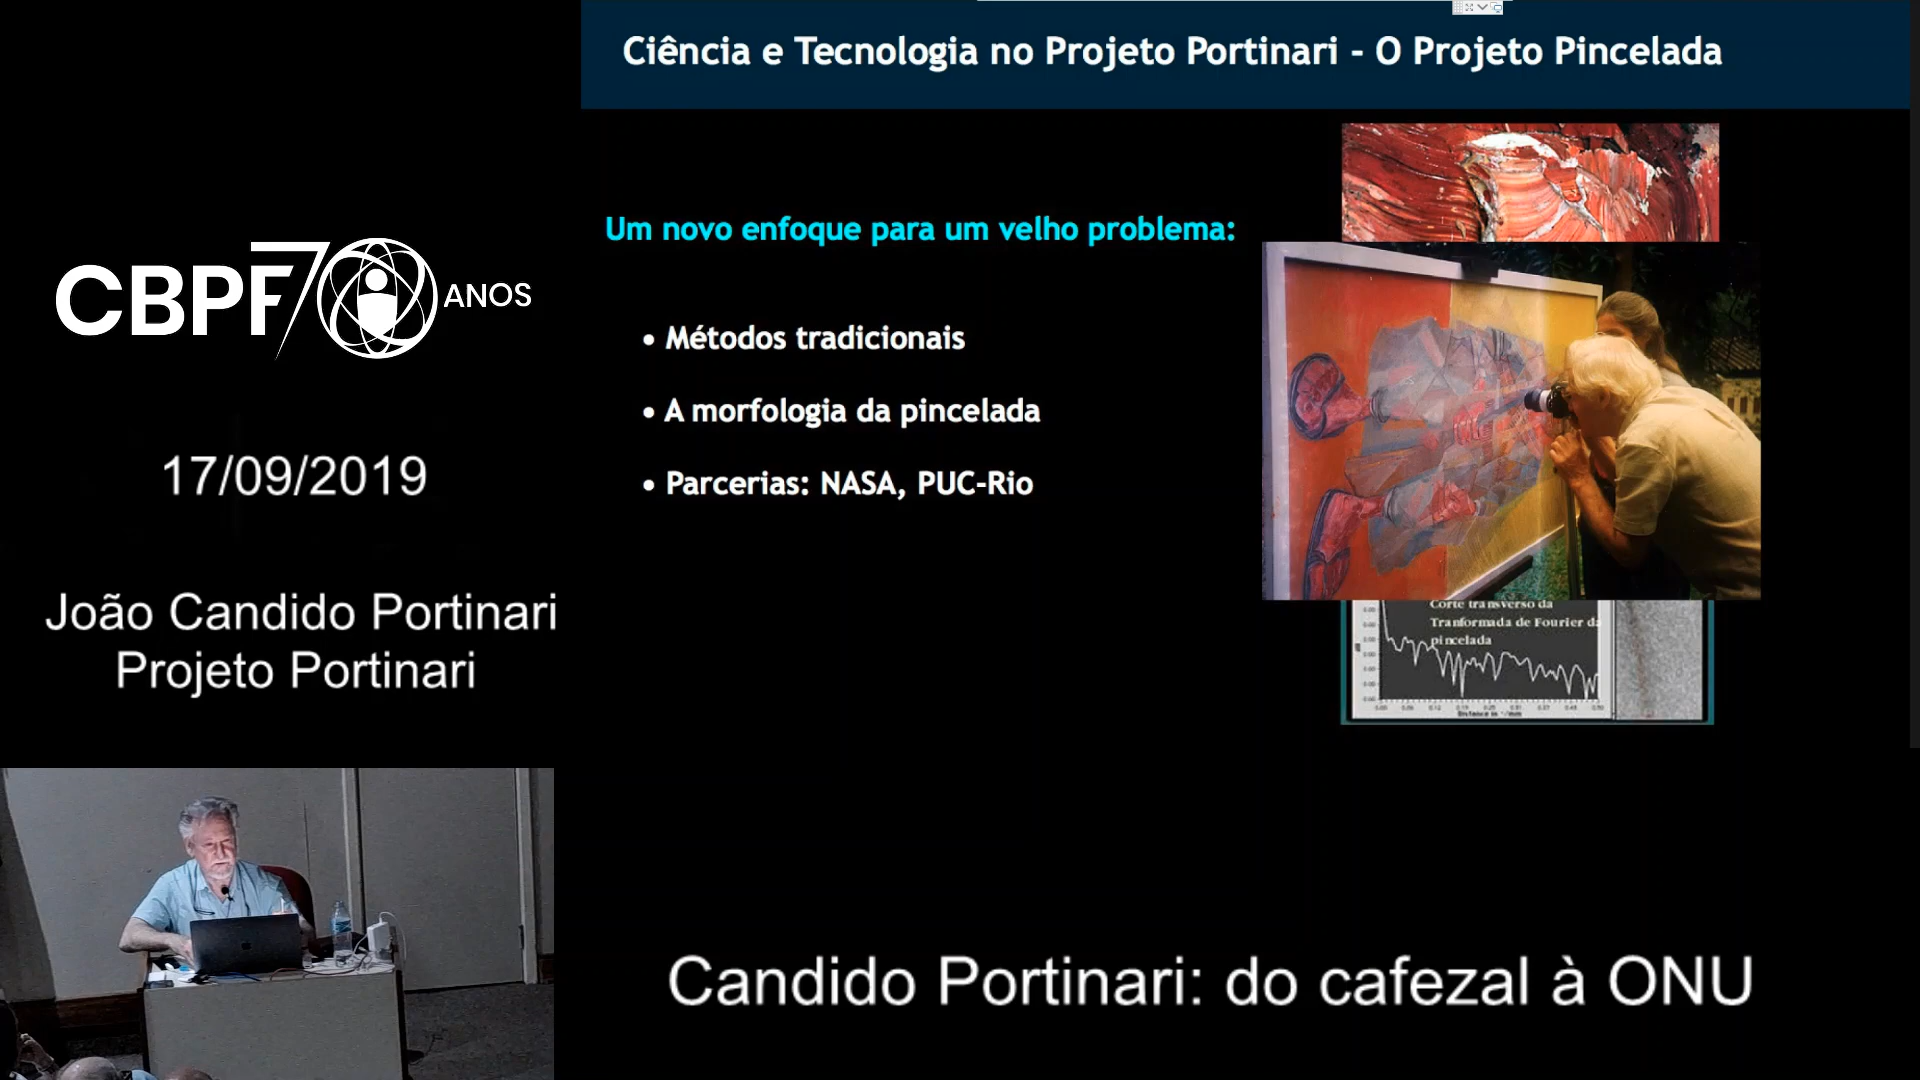 Ciência e Tecnologia no Projeto Portinari - O Projeto Pincelada
Um novo enfoque para um velho problema:
• Métodos tradicionais
• A morfologia da pincelada
• Parcerias: NASA, PUC-Rio
Corte transverso da
Tranformada de Fourier da
pincelada
CBPF 70 ANOS
17/09/2019
João Candido Portinari
Projeto Portinari
Candido Portinari: do cafezal à ONU